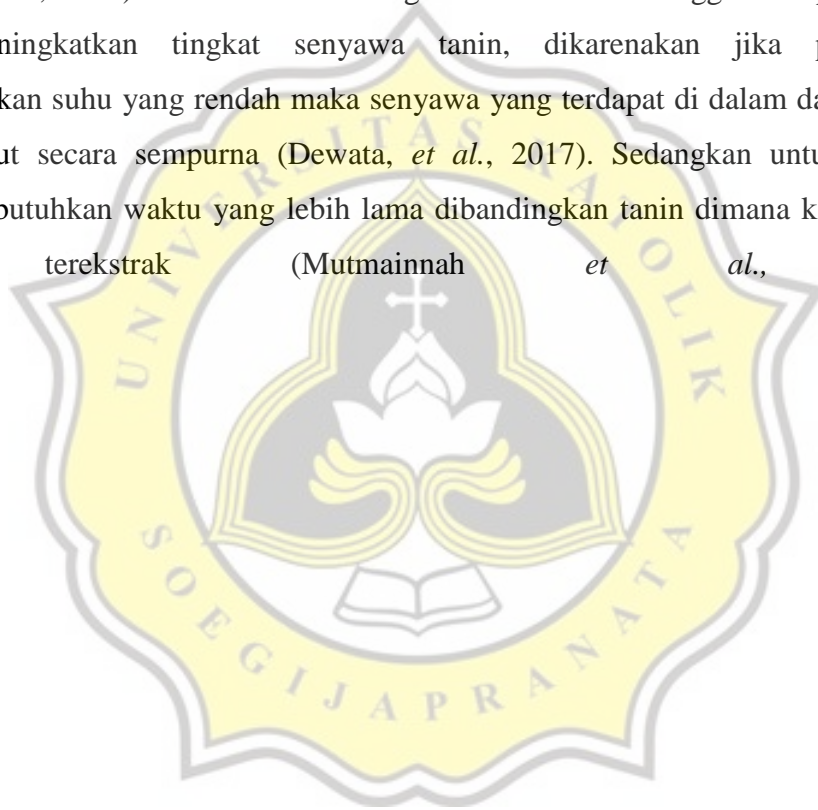 ningkatkan tingkat senyawa tanin, dikarenakan jika p
kan suhu yang rendah maka senyawa yang terdapat di dalam da
ut secara sempurna (Dewata, et al., 2017). Sedangkan untu
butuhkan waktu yang lebih lama dibandingkan tanin dimana k
terekstrak (Mutmainnah et al.,
UNIVERSITAS KATOLIK
SOEGIJAPRANATA